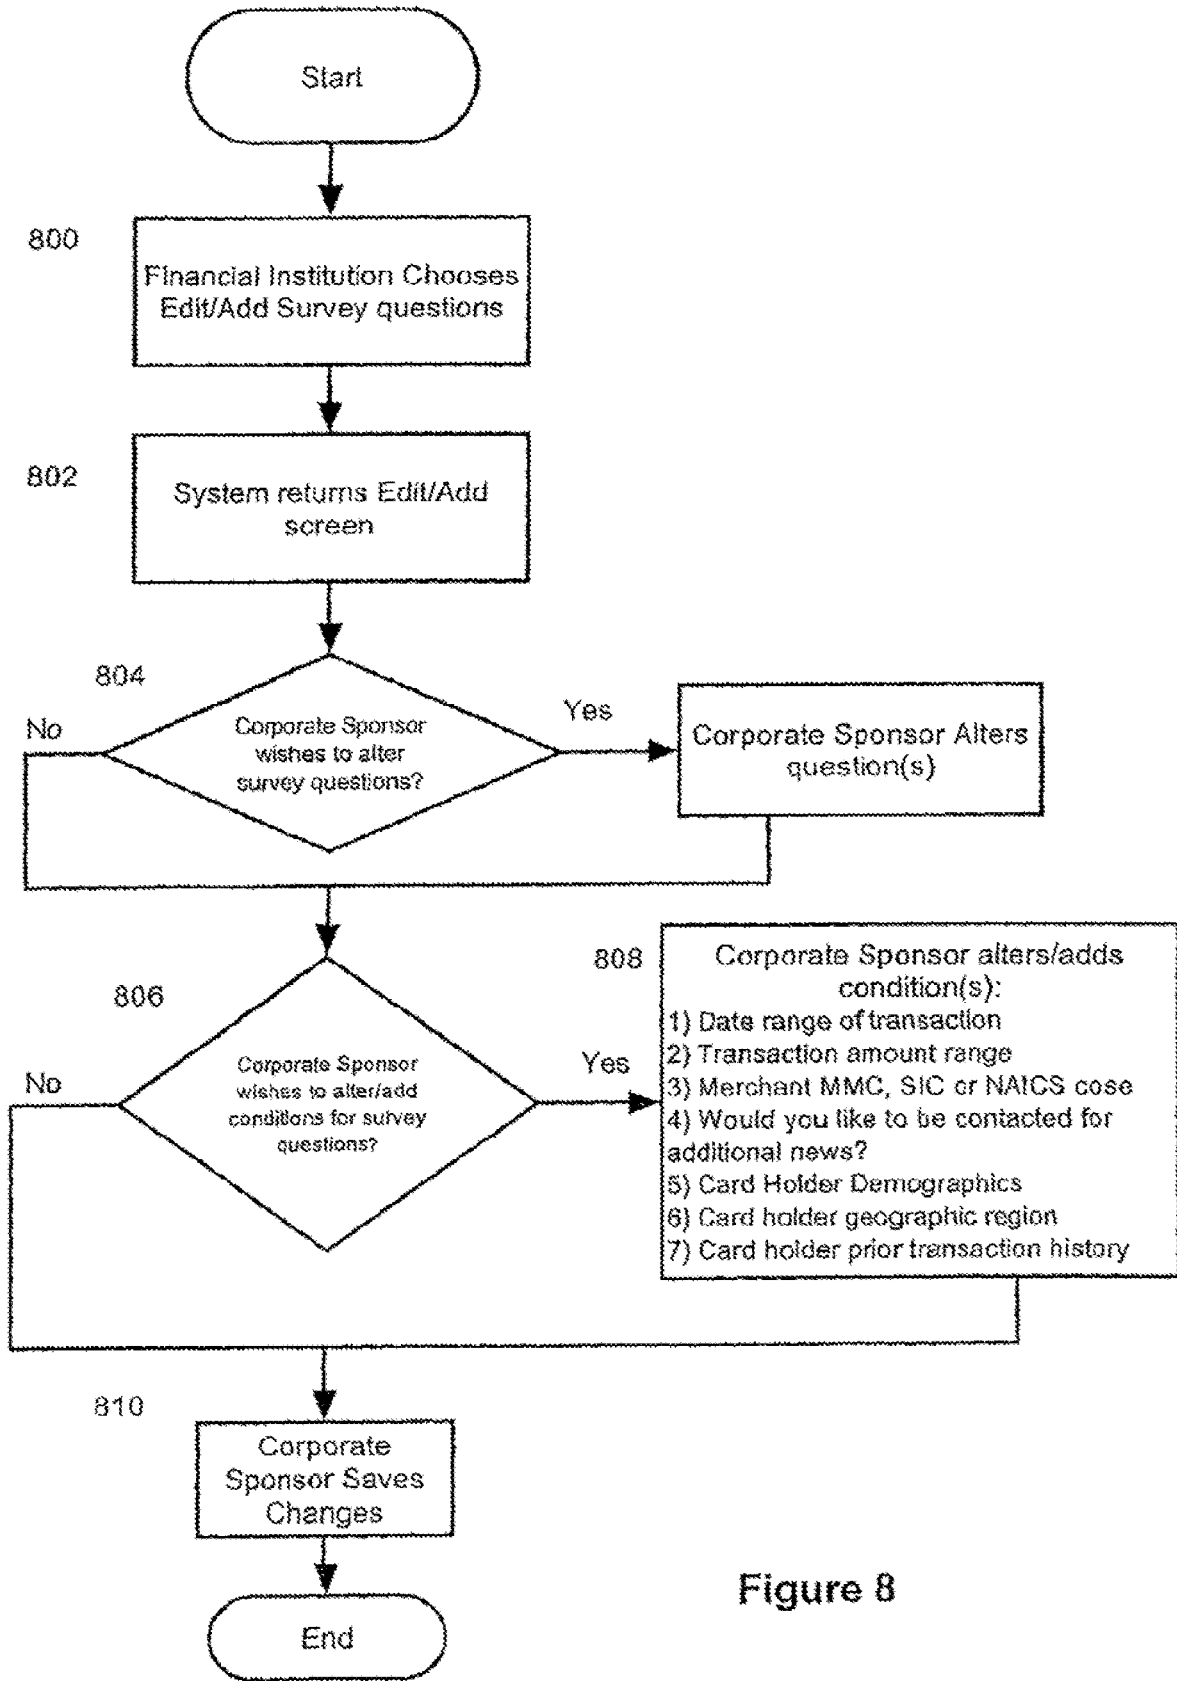 Start
800
Financial Institution Chooses
Edit/Add Survey questions
802
System returns Edit/Add
screen
804
No
Corporate Sponsor
wishes to alter
survey questions?
Yes
Corporate Sponsor Alters
question(s)
806
No
Corporate Sponsor
wishes to alter/add
conditions for survey
questions?
Yes
808
Corporate Sponsor alters/adds
condition(s):
1) Date range of transaction
2) Transaction amount range
3) Merchant MMC, SIC or NAICS cose
4) Would you like to be contacted for
additional news?
5) Card Holder Demographics
6) Card holder geographic region
7) Card holder prior transaction history
810
Corporate
Sponsor Saves
Changes
End
Figure 8